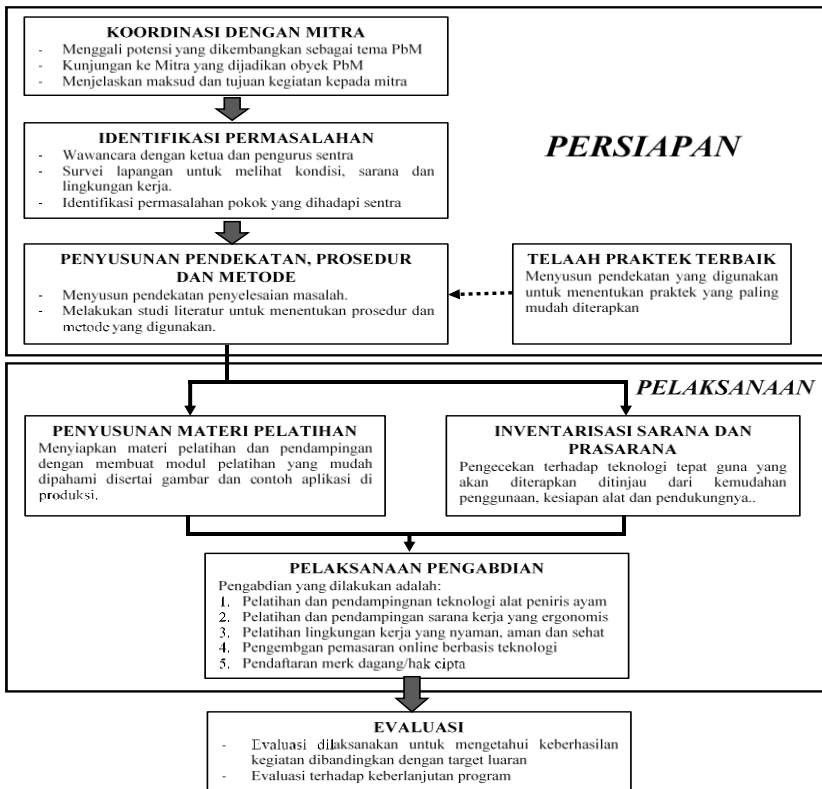 KOORDINASI DENGAN MITRA
- Menggali potensi yang dikembangkan sebagai tema PbM
- Kunjungan ke Mitra yang dijadikan obyek PbM
- Menjelaskan maksud dan tujuan kegiatan kepada mitra
IDENTIFIKASI PERMASALAHAN
- Wawancara dengan ketua dan pengurus sentra
- Survei lapangan untuk melihat kondisi, sarana dan
lingkungan kerja.
- Identifikasi permasalahan pokok yang dihadapi sentra
PERSIAPAN
PENYUSUNAN PENDEKATAN, PROSEDUR
DAN METODE
- Menyusun pendekatan penyelesaian masalah.
- Melakukan studi literatur untuk menentukan prosedur dan
metode yang digunakan.
TELAAH PRAKTEK TERBAIK
Menyusun pendekatan yang digunakan
untuk menentukan praktek yang paling
mudah diterapkan
PELAKSANAAN
PENYUSUNAN MATERI PELATIHAN
Menyiapkan materi pelatihan dan pendampingan
dengan membuat modul pelatihan yang mudah
dipahami disertai gambar dan contoh aplikasi di
produksi.
INVENTARISASI SARANA DAN
PRASARANA
Pengecekan terhadap teknologi tepat guna yang
akan diterapkan ditinjau dari kemudahan
penggunaan, kesiapan alat dan pendukungnya..
PELAKSANAAN PENGABDIAN
Pengabdian yang dilakukan adalah:
1. Pelatihan dan pendampingnan teknologi alat peniris ayam
2. Pelatihan dan pendampingan sarana kerja yang ergonomis
3. Pelatihan lingkungan kerja yang nyaman, aman dan sehat
4. Pengembgan pemasaran online berbasis teknologi
5. Pendaftaran merk dagang/hak cipta
EVALUASI
- Evaluasi dilaksanakan untuk mengetahui keberhasilan
kegiatan dibandingkan dengan target luaran
- Evaluasi terhadap keberlanjutan program